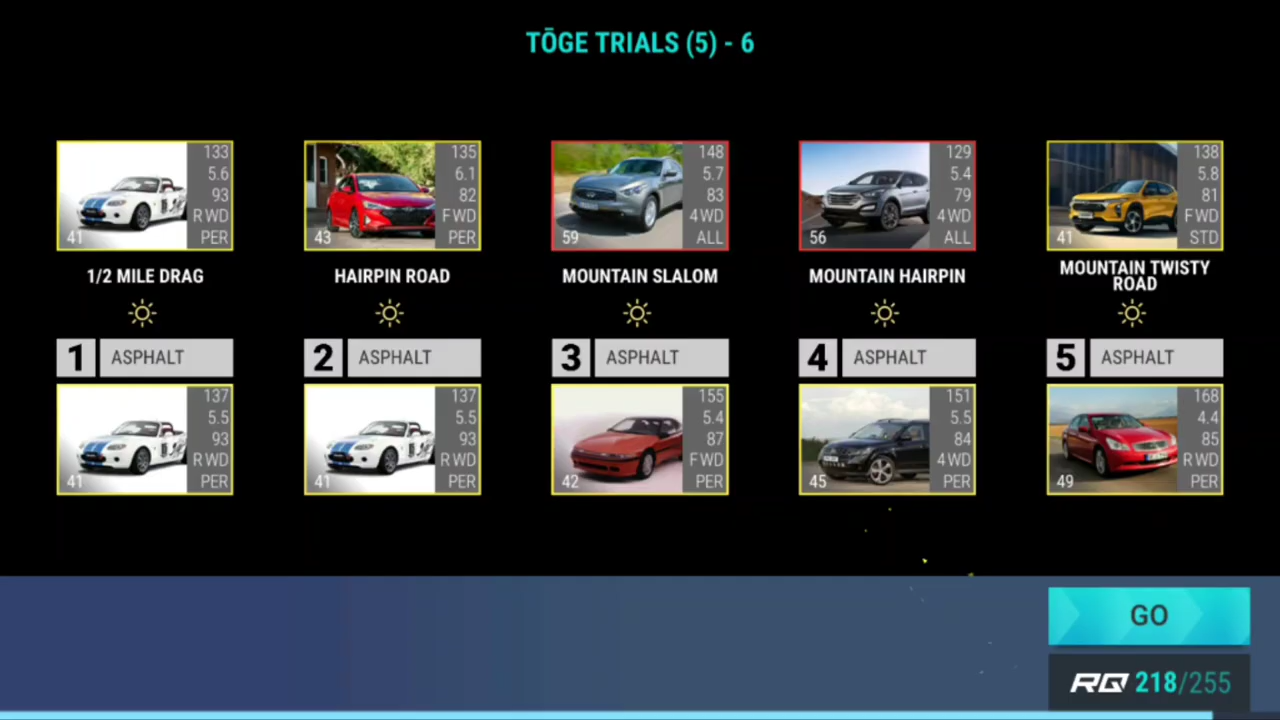 TŌGE TRIALS (5) - 6
133
5.6
93
RWD
PER
41
135
6.1
82
FWD
PER
43
148
5.7
83
4WD
ALL
59
129
5.4
79
4WD
ALL
56
138
5.8
81
FWD
STD
41
1/2 MILE DRAG
HAIRPIN ROAD
MOUNTAIN SLALOM
MOUNTAIN HAIRPIN
MOUNTAIN TWISTY
ROAD
1 ASPHALT
2 ASPHALT
3 ASPHALT
4 ASPHALT
5 ASPHALT
137
5.5
93
RWD
PER
41
137
5.5
93
RWD
PER
41
155
5.4
87
FWD
PER
42
151
5.5
84
4WD
PER
45
168
4.4
85
RWD
PER
49
GO
RQ 218/255